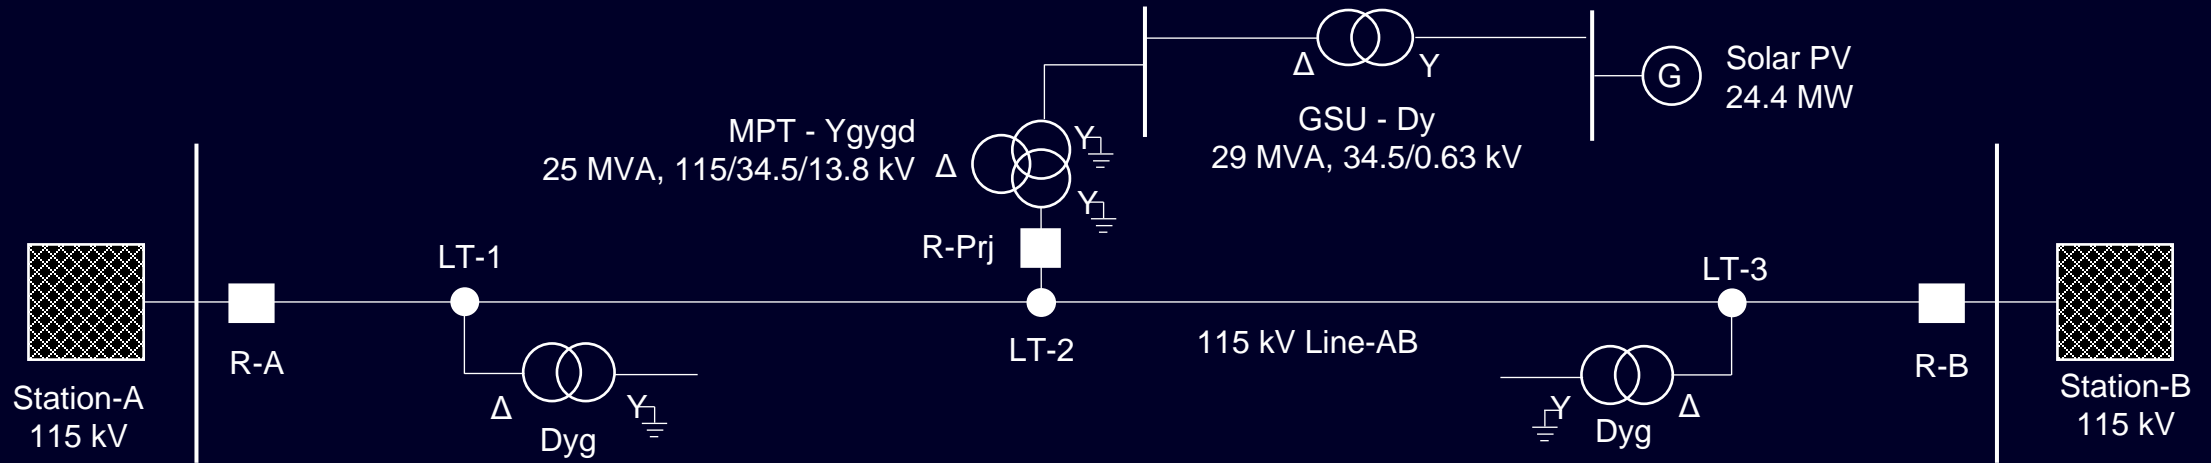 Δ
Y
GSU - Dy
29 MVA, 34.5/0.63 kV
G
Solar PV
24.4 MW
MPT - Ygygd
25 MVA, 115/34.5/13.8 kV
Δ
Y
Y
R-Prj
LT-1
LT-2
LT-3
115 kV Line-AB
R-A
R-B
Station-A
115 kV
Δ
Y
Dyg
Y
Δ
Dyg
Station-B
115 kV